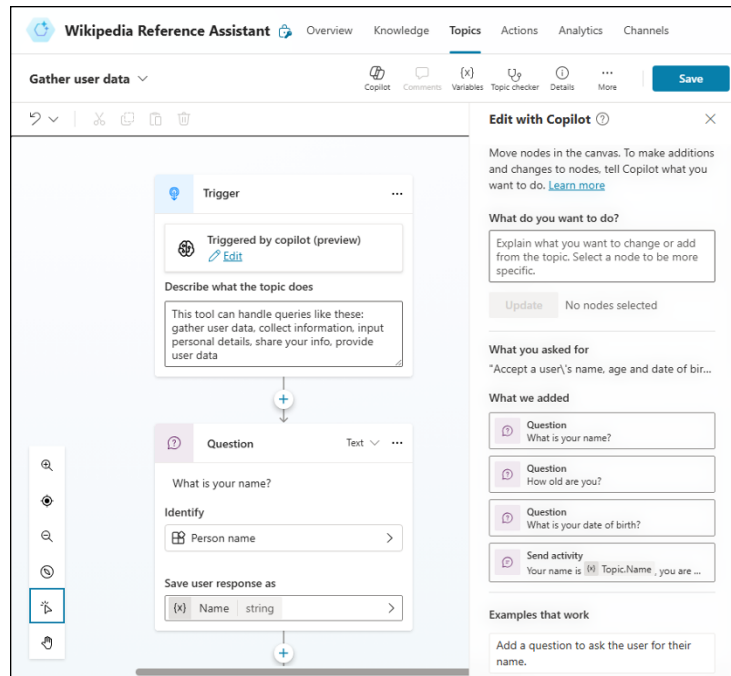 Wikipedia Reference Assistant Overview Knowledge Topics Actions Analytics Channels
Gather user data
Copilot Comments {x} Variables Topic checker Details More Save
Edit with Copilot
Move nodes in the canvas. To make additions
and changes to nodes, tell Copilot what you
want to do. Learn more
What do you want to do?
Explain what you want to change or add
from the topic. Select a node to be more
specific.
Update No nodes selected
What you asked for
"Accept a user\'s name, age and date of bir...
What we added
Question
What is your name?
Question
How old are you?
Question
What is your date of birth?
Send activity
Your name is {x} Topic.Name , you are ...
Examples that work
Add a question to ask the user for their
name.
Trigger
Triggered by copilot (preview)
Edit
Describe what the topic does
This tool can handle queries like these:
gather user data, collect information, input
personal details, share your info, provide
user data
Question Text
What is your name?
Identify
Person name
Save user response as
{x} Name string